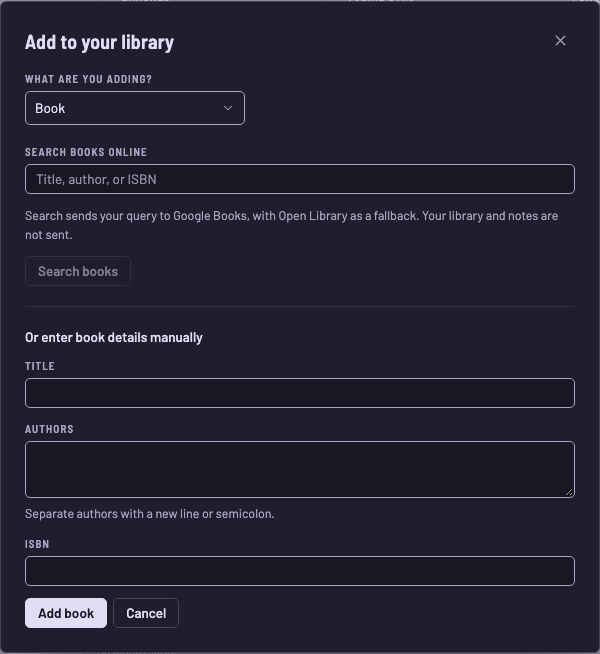 Add to your library
WHAT ARE YOU ADDING?
Book
SEARCH BOOKS ONLINE
Title, author, or ISBN
Search sends your query to Google Books, with Open Library as a fallback. Your library and notes are
not sent.
Search books
Or enter book details manually
TITLE
AUTHORS
Separate authors with a new line or semicolon.
ISBN
Add book
Cancel